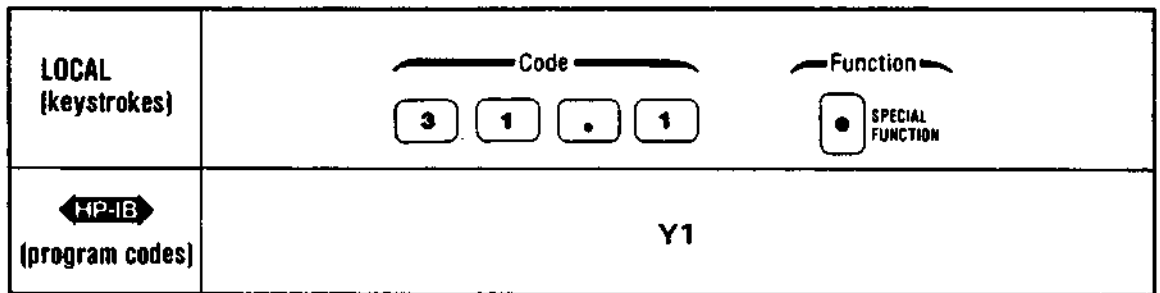 LOCAL
(keystrokes)
Code
Function
3 1 . 1
SPECIAL
FUNCTION
HP-IB
(program codes)
Y1